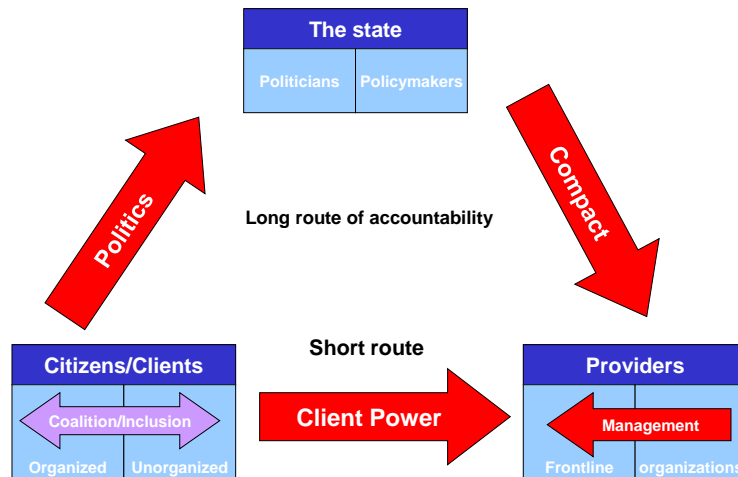 The state
Politicians
Policymakers
Politics
Compact
Long route of accountability
Short route
Citizens/Clients
Coalition/Inclusion
Organized
Unorganized
Client Power
Providers
Management
Frontline
organizations